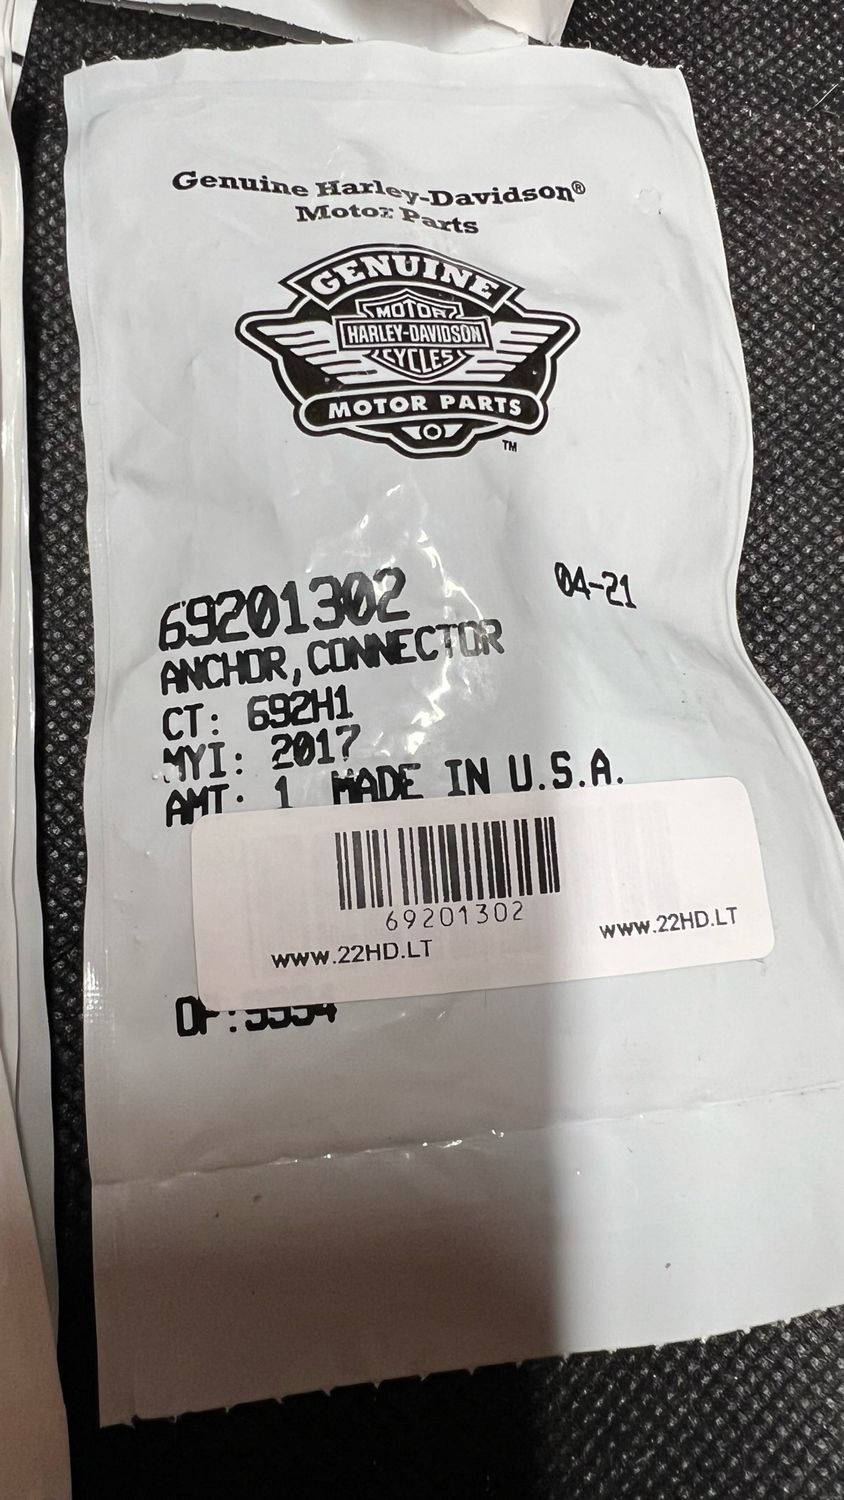 Genuine Harley-Davidson®
Motor Parts
GENUINE
MOTOR
HARLEY-DAVIDSON
CYCLES
MOTOR PARTS
TM
69201302 04-21
ANCHOR, CONNECTOR
CT: 692H1
MYI: 2017
AMT: 1 MADE IN U.S.A.
69201302
www.22HD.LT www.22HD.LT